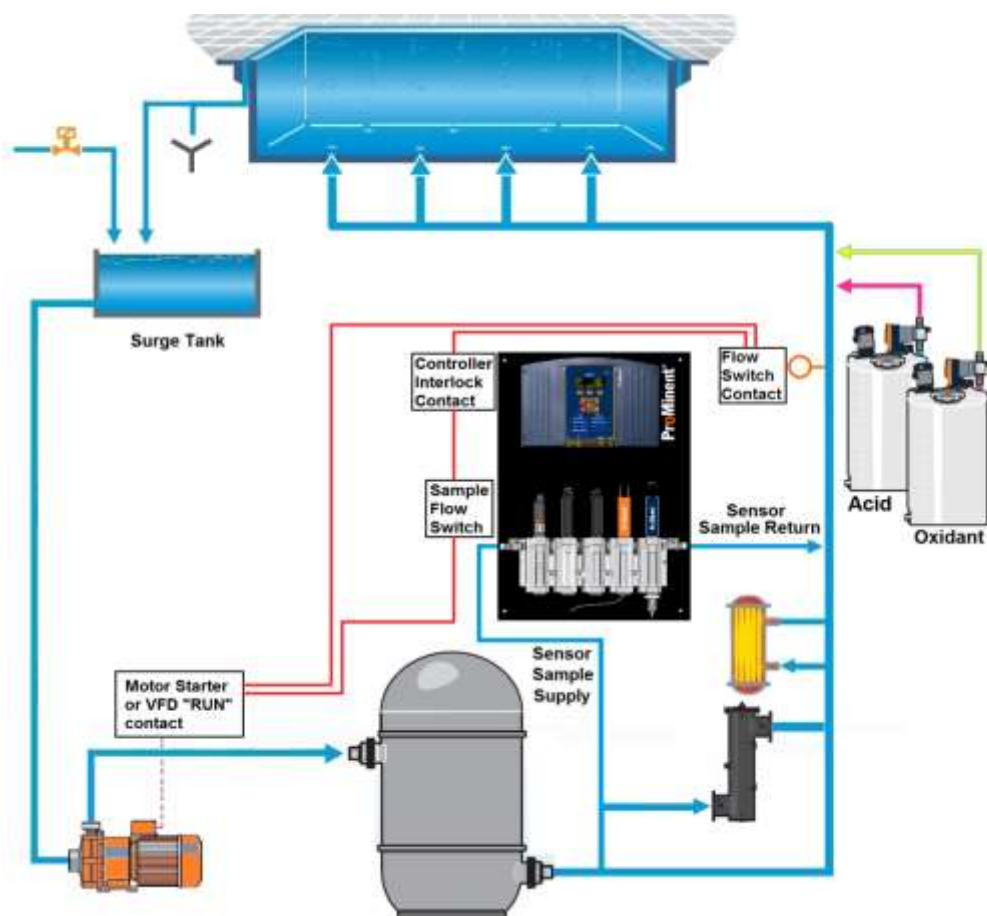 Surge Tank
Controller
Interlock
Contact
Flow
Switch
Contact
ProMinent®
Sample
Flow
Switch
Acid
Oxidant
Sensor
Sample Return
Sensor
Sample
Supply
Motor Starter
or VFD "RUN"
contact